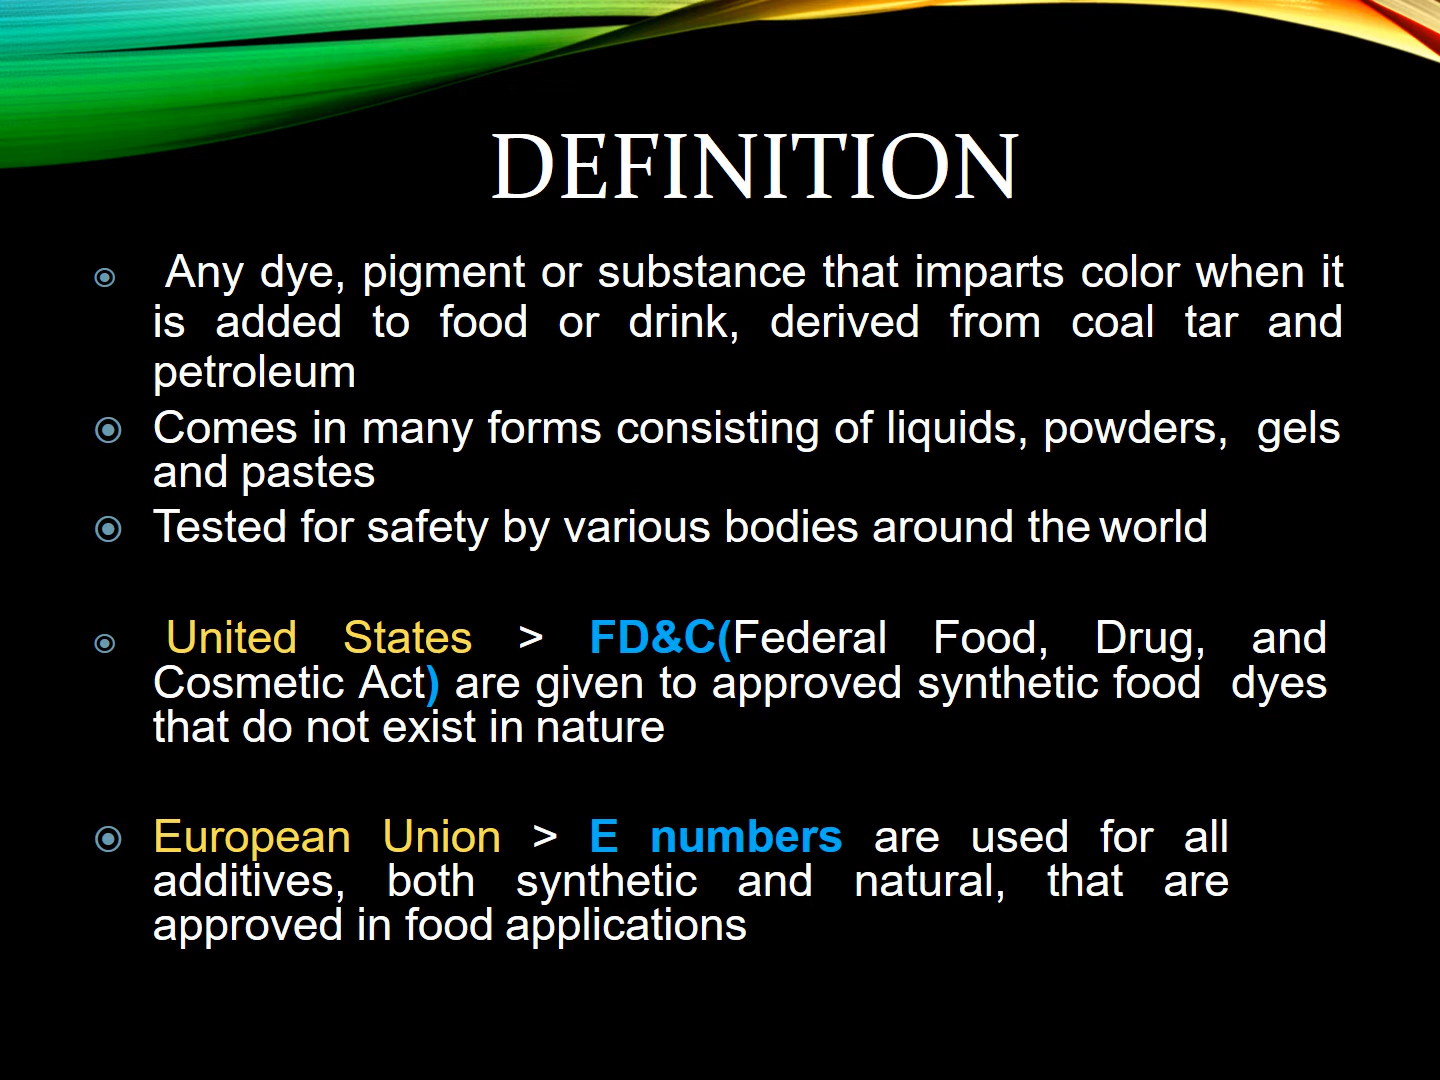 DEFINITION
Any dye, pigment or substance that imparts color when it
is added to food or drink, derived from coal tar and
petroleum
Comes in many forms consisting of liquids, powders, gels
and pastes
Tested for safety by various bodies around the world
United States > FD&C(Federal Food, Drug, and
Cosmetic Act) are given to approved synthetic food dyes
that do not exist in nature
European Union > E numbers are used for all
additives, both synthetic and natural, that are
approved in food applications